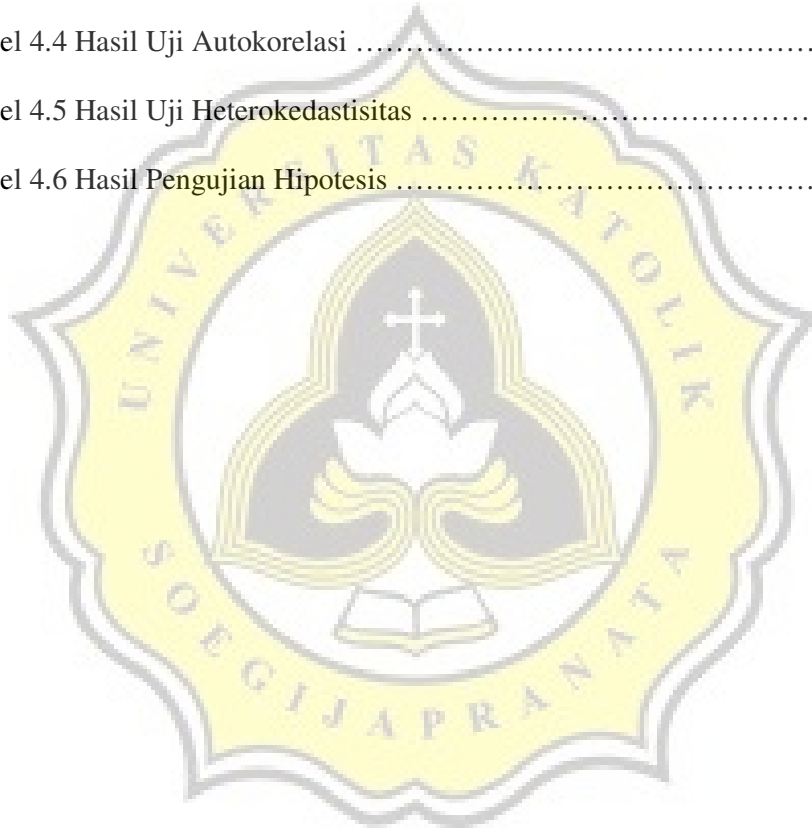 el 4.4 Hasil Uji Autokorelasi ………………………………………
el 4.5 Hasil Uji Heterokedastisitas …………………………………
el 4.6 Hasil Pengujian Hipotesis ……………………………………
UNIVERSITAS KATOLIK
SOEGIJAPRANATA